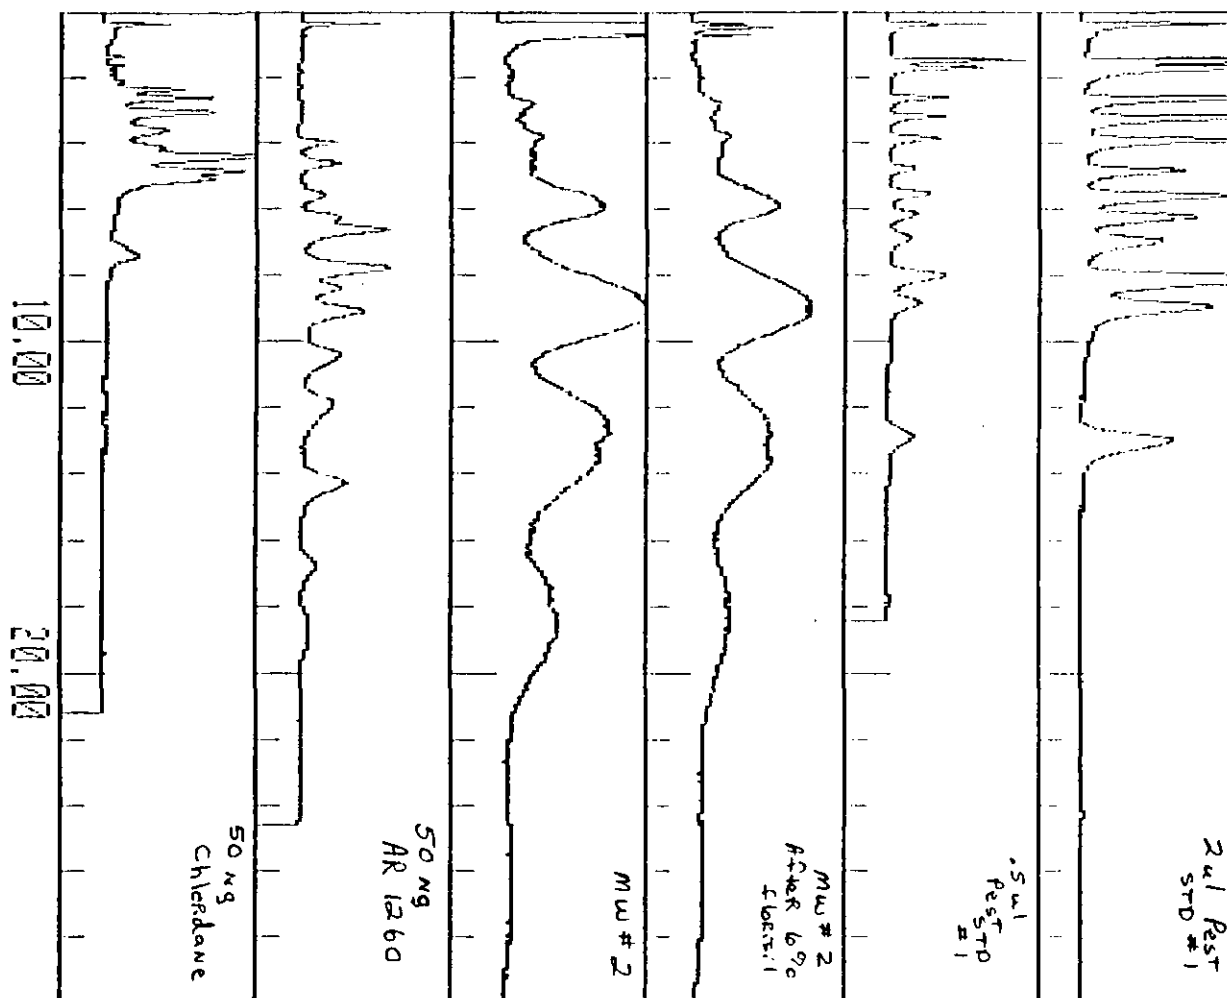 10.00
20.00
50 NG
Chlordane
50 NG
AR 1260
MW # 2
MW # 2
AfteR 6%
floRizil
.5 ul
Pest
STD
#1
2 ul Pest
STD #1